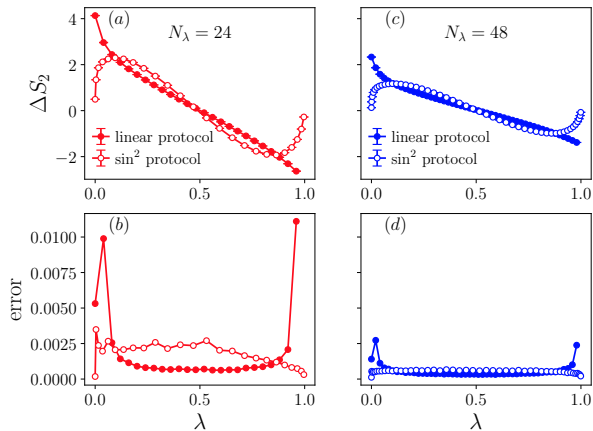 (a)
N_λ = 24
ΔS_2
4
2
0
−2
linear protocol
sin² protocol
0.0
0.5
1.0
(c)
N_λ = 48
linear protocol
sin² protocol
0.0
0.5
1.0
(b)
error
0.0100
0.0075
0.0050
0.0025
0.0000
0.0
0.5
1.0
λ
(d)
0.0
0.5
1.0
λ